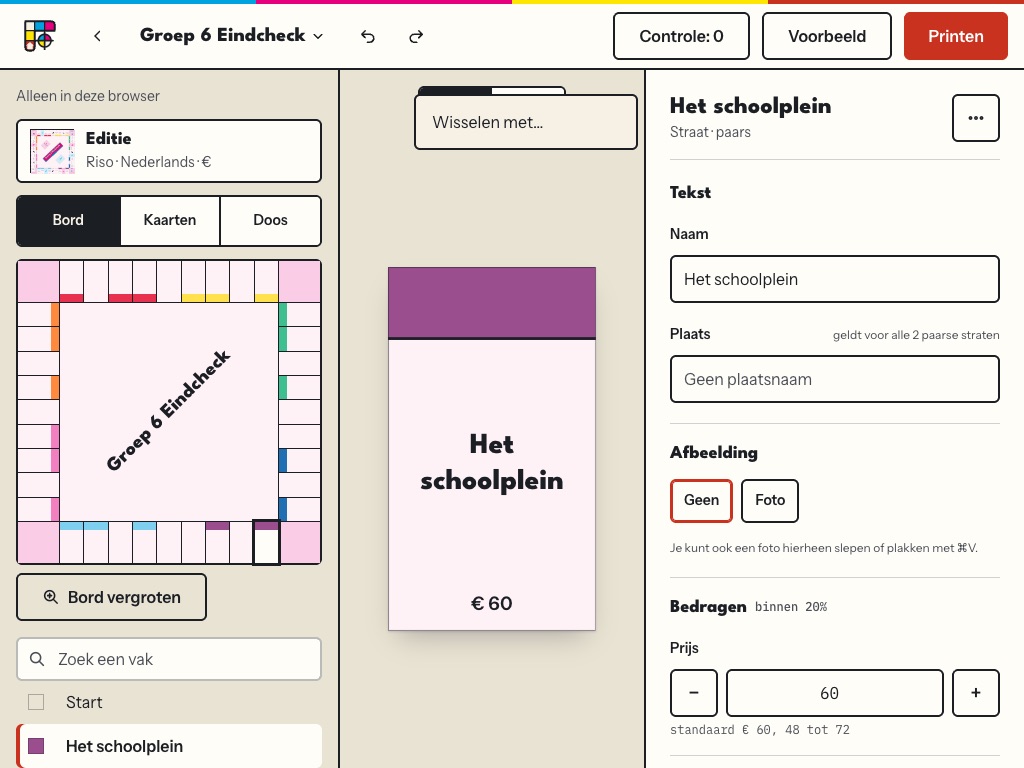 Groep 6 Eindcheck
Controle: 0
Voorbeeld
Printen
Alleen in deze browser
Editie
Riso · Nederlands · €
Bord
Kaarten
Doos
Groep 6 Eindcheck
Bord vergroten
Zoek een vak
Start
Het schoolplein
Wisselen met...
Het
schoolplein
€ 60
Het schoolplein
Straat · paars
Tekst
Naam
Het schoolplein
Plaats
geldt voor alle 2 paarse straten
Geen plaatsnaam
Afbeelding
Geen
Foto
Je kunt ook een foto hierheen slepen of plakken met ⌘V.
Bedragen binnen 20%
Prijs
− 60 +
standaard € 60, 48 tot 72